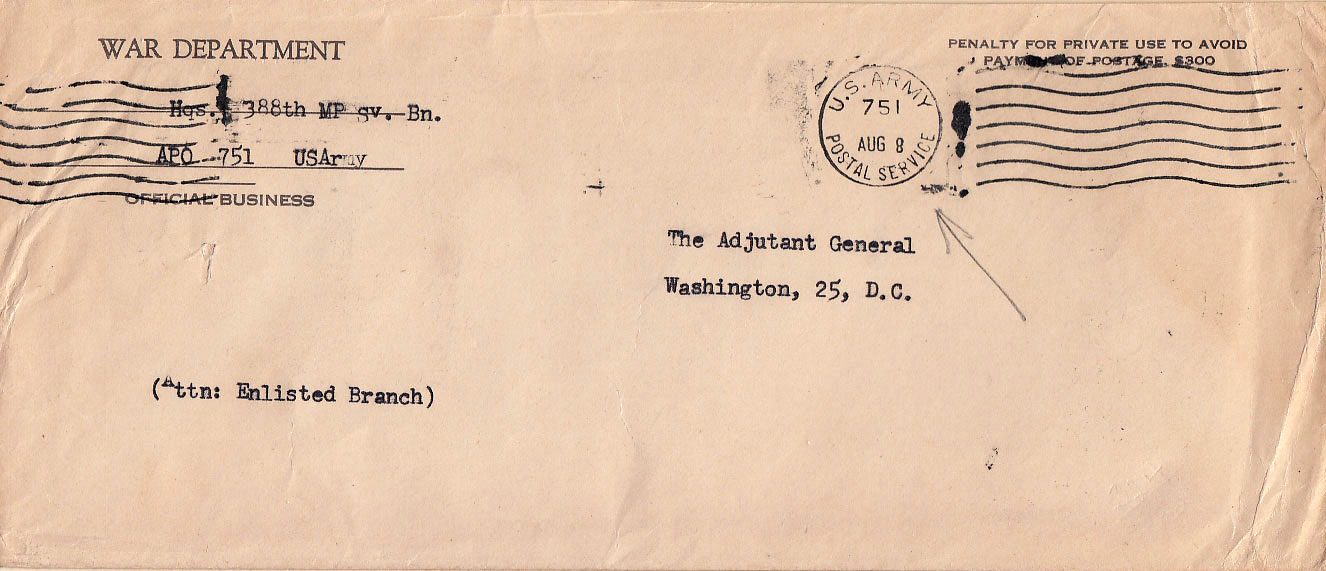 WAR DEPARTMENT
Hqs., 388th MP Sv. Bn.
APO 751 USArmy
OFFICIAL BUSINESS
PENALTY FOR PRIVATE USE TO AVOID
PAYMENT OF POSTAGE, $300
U.S. ARMY
751
AUG 8
POSTAL SERVICE
The Adjutant General
Washington, 25, D.C.
(Attn: Enlisted Branch)